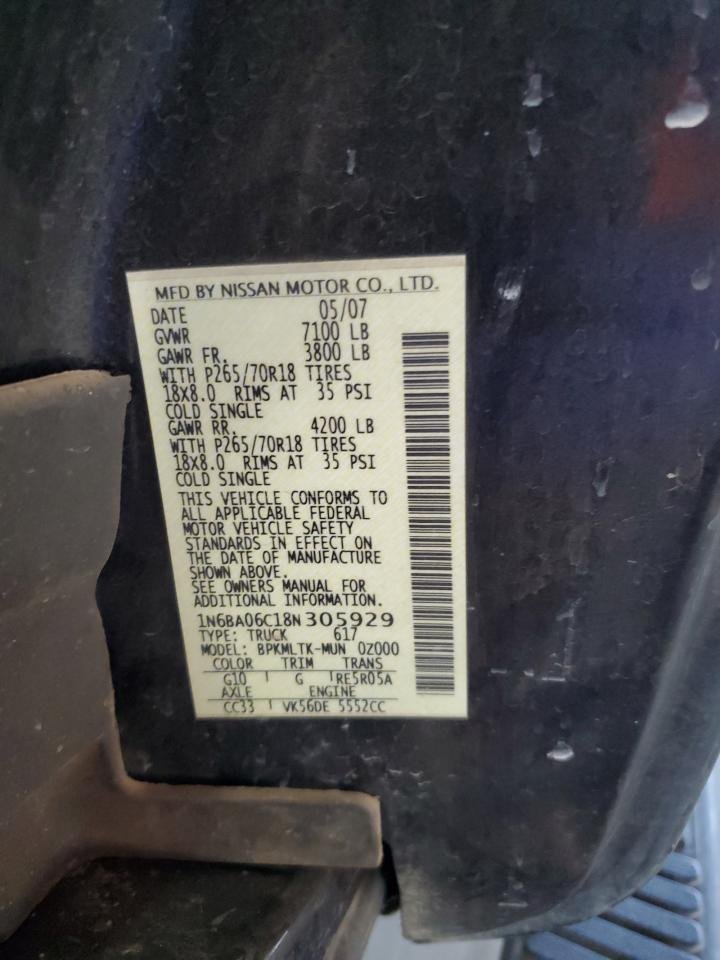 MFD BY NISSAN MOTOR CO., LTD.
DATE 05/07
GVWR 7100 LB
GAWR FR. 3800 LB
WITH P265/70R18 TIRES
18X8.0 RIMS AT 35 PSI
COLD SINGLE
GAWR RR. 4200 LB
WITH P265/70R18 TIRES
18X8.0 RIMS AT 35 PSI
COLD SINGLE
THIS VEHICLE CONFORMS TO
ALL APPLICABLE FEDERAL
MOTOR VEHICLE SAFETY
STANDARDS IN EFFECT ON
THE DATE OF MANUFACTURE
SHOWN ABOVE.
SEE OWNERS MANUAL FOR
ADDITIONAL INFORMATION.
1N6BA06C18N305929
TYPE: TRUCK 617
MODEL: BPKMLTK-MUN 0Z000
COLOR TRIM TRANS
G10 G RE5R05A
AXLE ENGINE
CC33 VK56DE 5552CC